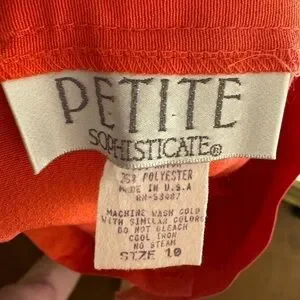 PETITE
SOPHISTICATE®
35% POLYESTER
MADE IN U.S.A
MACHINE WASH COLD
WITH SIMILAR COLORS
DO NOT BLEACH
COOL IRON
NO STEAM
SIZE 10